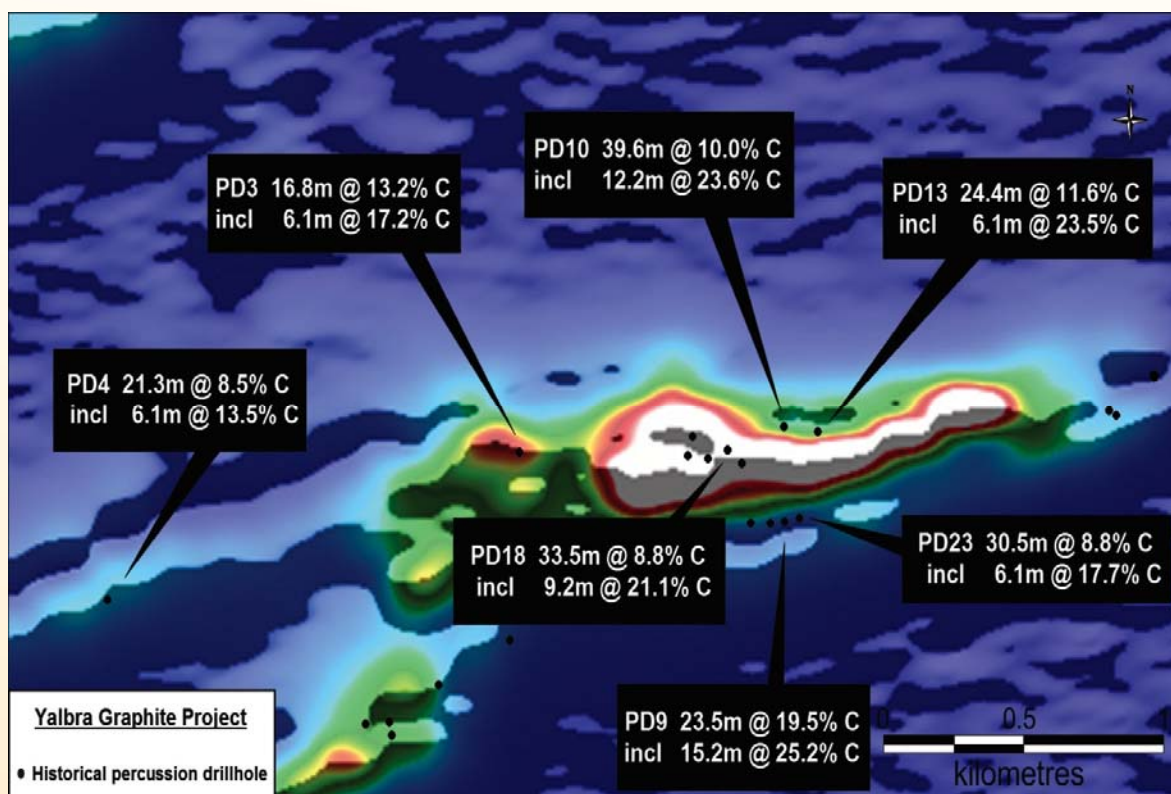 N
PD10 39.6m @ 10.0% C
incl 12.2m @ 23.6% C
PD3 16.8m @ 13.2% C
incl 6.1m @ 17.2% C
PD13 24.4m @ 11.6% C
incl 6.1m @ 23.5% C
PD4 21.3m @ 8.5% C
incl 6.1m @ 13.5% C
PD18 33.5m @ 8.8% C
incl 9.2m @ 21.1% C
PD23 30.5m @ 8.8% C
incl 6.1m @ 17.7% C
PD9 23.5m @ 19.5% C
incl 15.2m @ 25.2% C
0 0.5 1
kilometres
Yalbra Graphite Project
Historical percussion drillhole